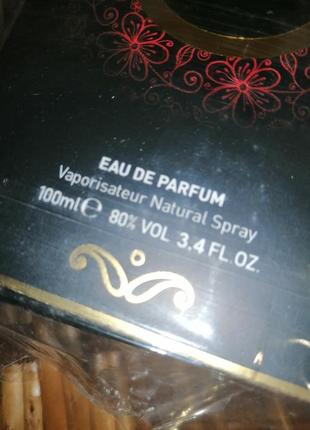 EAU DE PARFUM
Vaporisateur Natural Spray
100ml℮ 80% VOL 3.4 FL.OZ.